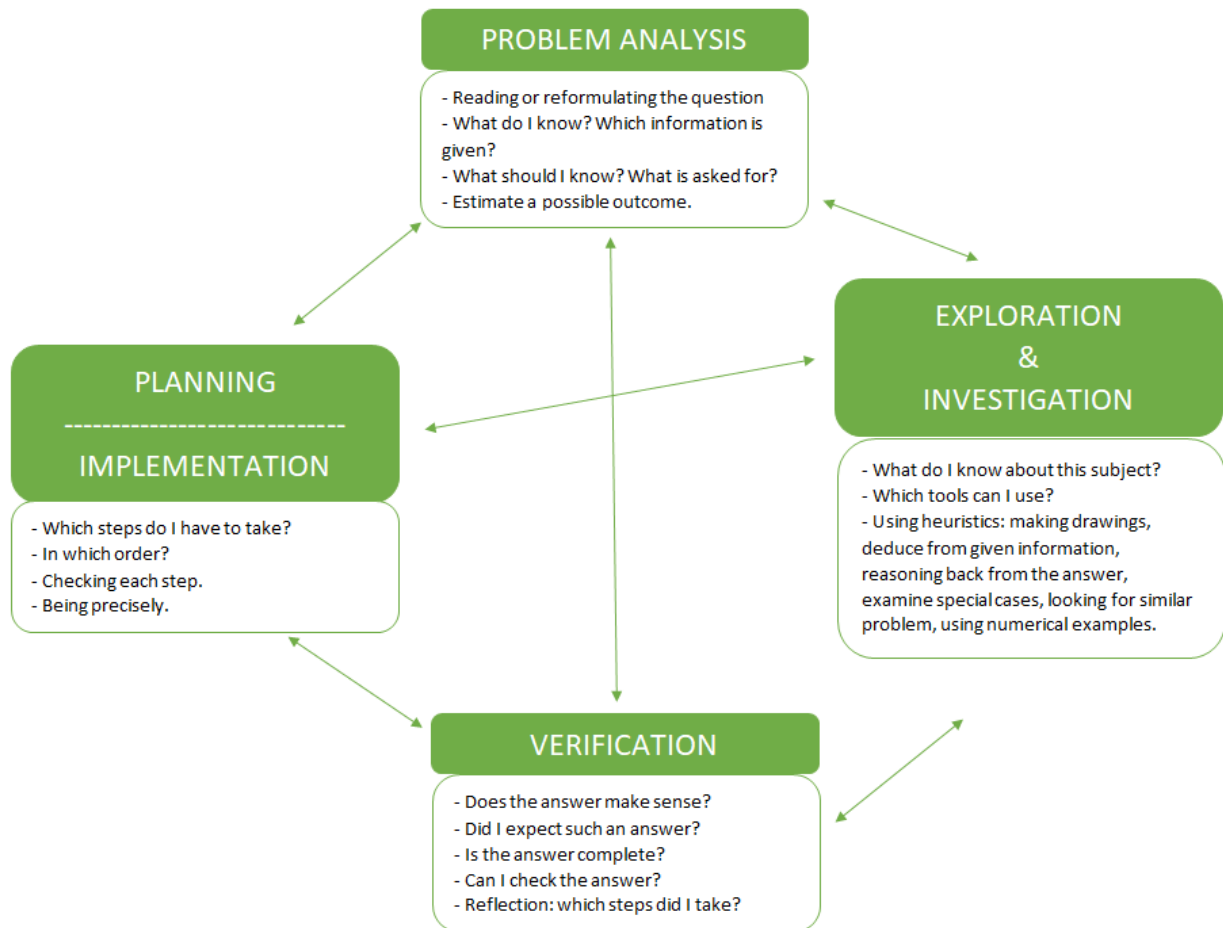 PROBLEM ANALYSIS
- Reading or reformulating the question
- What do I know? Which information is
given?
- What should I know? What is asked for?
- Estimate a possible outcome.
EXPLORATION
&
INVESTIGATION
- What do I know about this subject?
- Which tools can I use?
- Using heuristics: making drawings,
deduce from given information,
reasoning back from the answer,
examine special cases, looking for similar
problem, using numerical examples.
PLANNING
-----------------------------
IMPLEMENTATION
- Which steps do I have to take?
- In which order?
- Checking each step.
- Being precisely.
VERIFICATION
- Does the answer make sense?
- Did I expect such an answer?
- Is the answer complete?
- Can I check the answer?
- Reflection: which steps did I take?